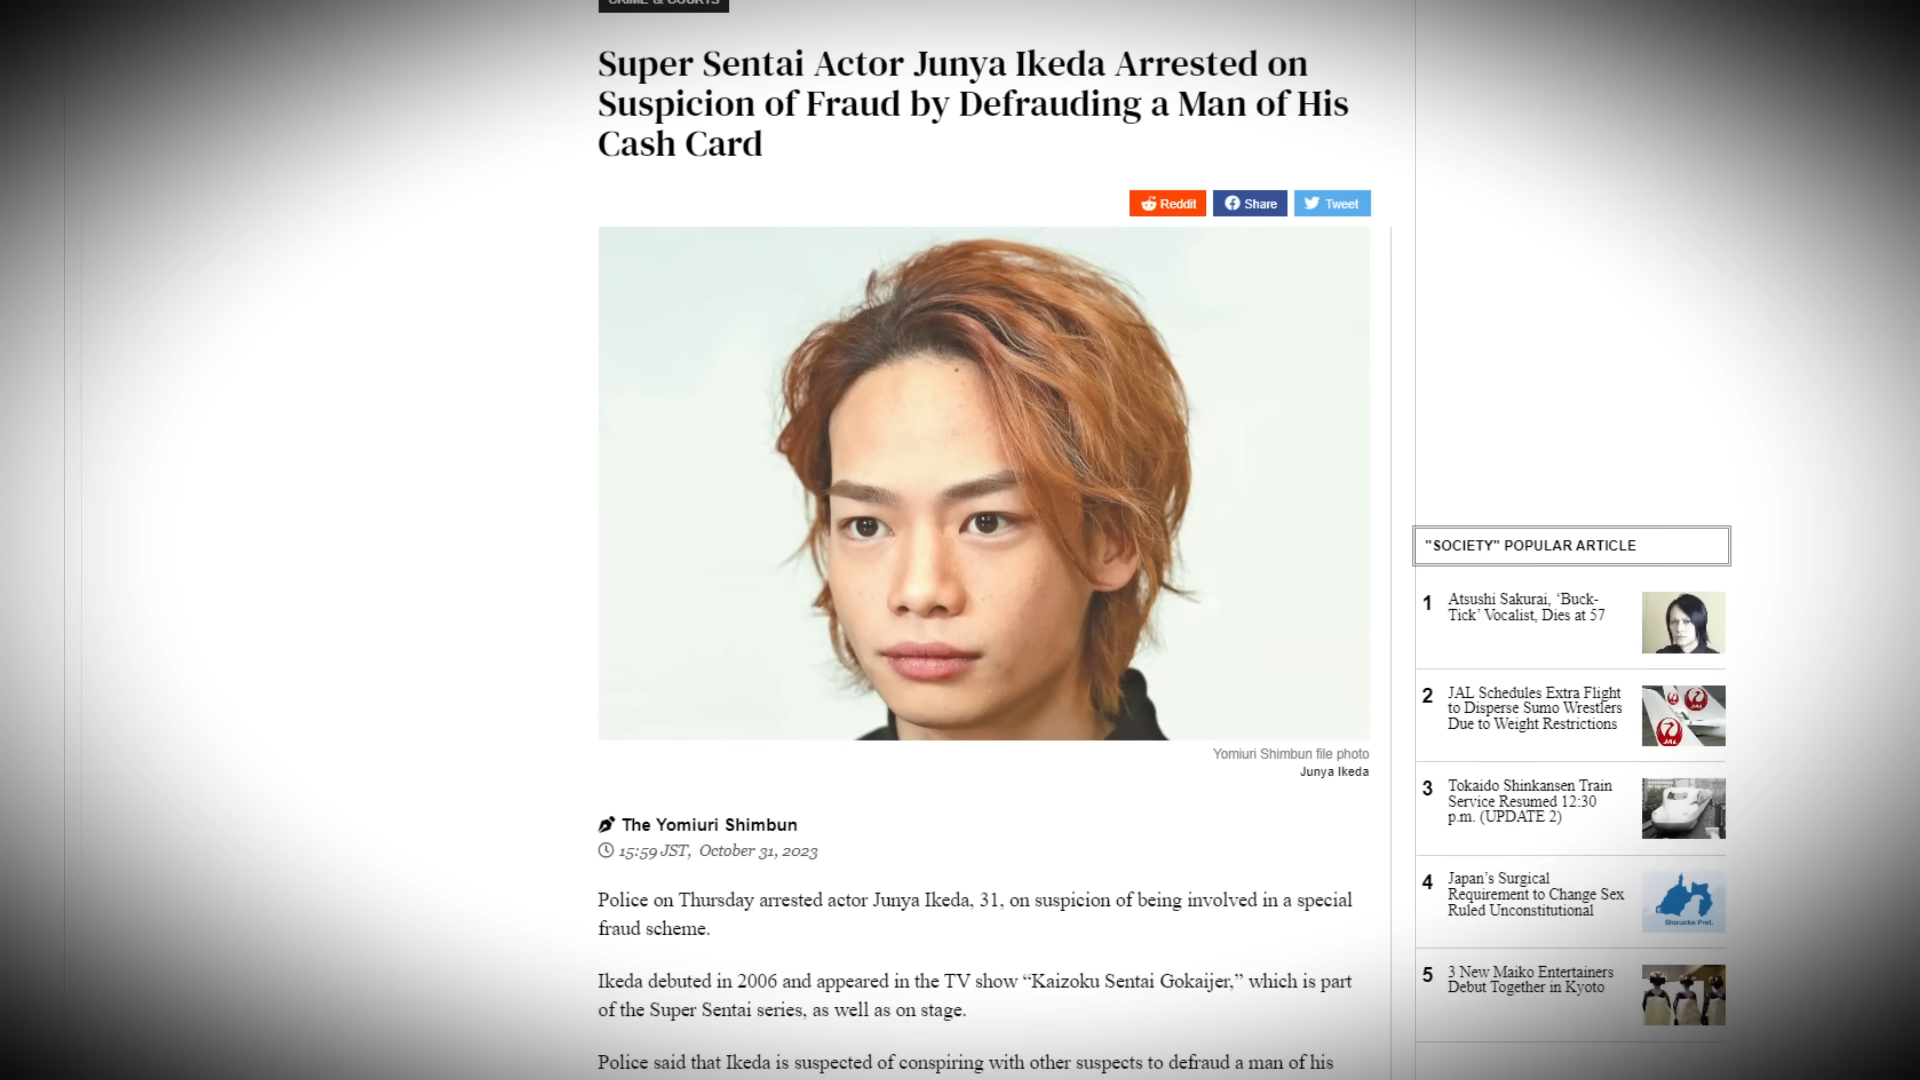 CRIME & COURTS
Super Sentai Actor Junya Ikeda Arrested on
Suspicion of Fraud by Defrauding a Man of His
Cash Card
Reddit
Share
Tweet
Yomiuri Shimbun file photo
Junya Ikeda
The Yomiuri Shimbun
15:59 JST, October 31, 2023
Police on Thursday arrested actor Junya Ikeda, 31, on suspicion of being involved in a special
fraud scheme.
Ikeda debuted in 2006 and appeared in the TV show “Kaizoku Sentai Gokaijer,” which is part
of the Super Sentai series, as well as on stage.
Police said that Ikeda is suspected of conspiring with other suspects to defraud a man of his
"SOCIETY" POPULAR ARTICLE
1
Atsushi Sakurai, ‘Buck-
Tick’ Vocalist, Dies at 57
2
JAL Schedules Extra Flight
to Disperse Sumo Wrestlers
Due to Weight Restrictions
JAL
JAL
3
Tokaido Shinkansen Train
Service Resumed 12:30
p.m. (UPDATE 2)
4
Japan’s Surgical
Requirement to Change Sex
Ruled Unconstitutional
Shizuoka Pref.
5
3 New Maiko Entertainers
Debut Together in Kyoto